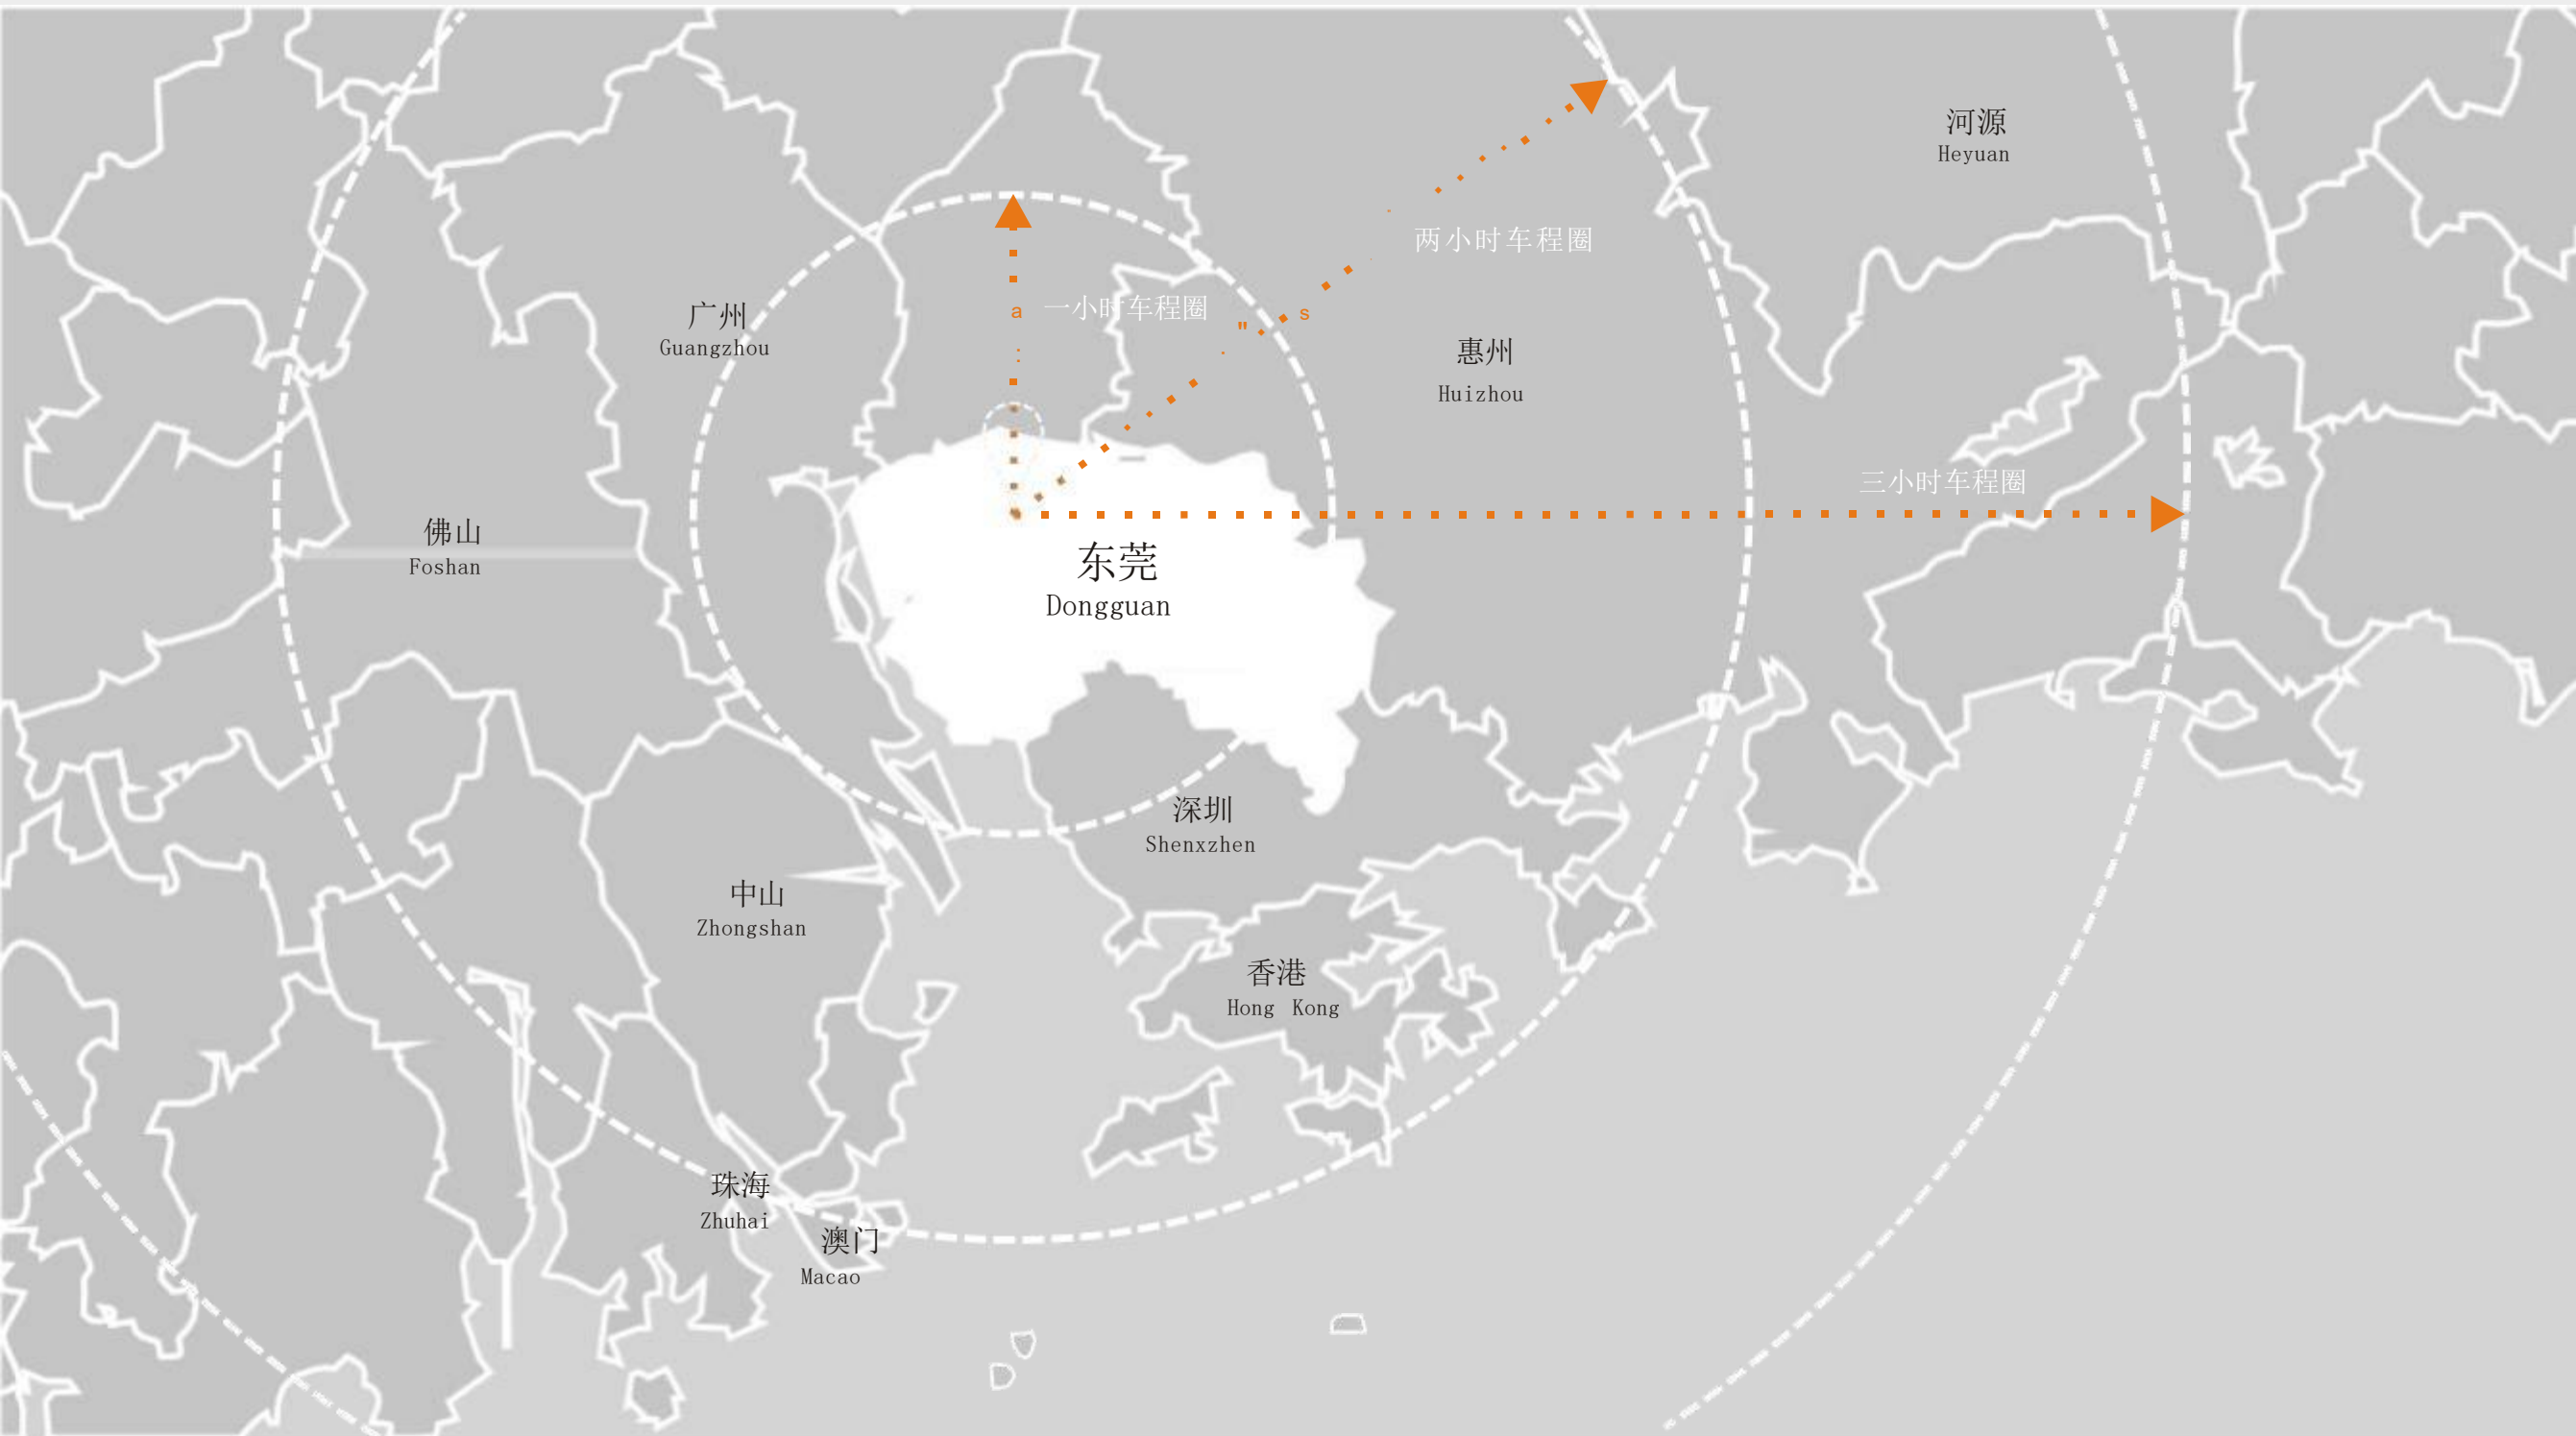 河源
Heyuan
两小时车程圈
一小时车程圈
a
"
s
广州
Guangzhou
惠州
Huizhou
三小时车程圈
佛山
Foshan
东莞
Dongguan
深圳
Shenxzhen
中山
Zhongshan
香港
Hong Kong
珠海
Zhuhai
澳门
Macao